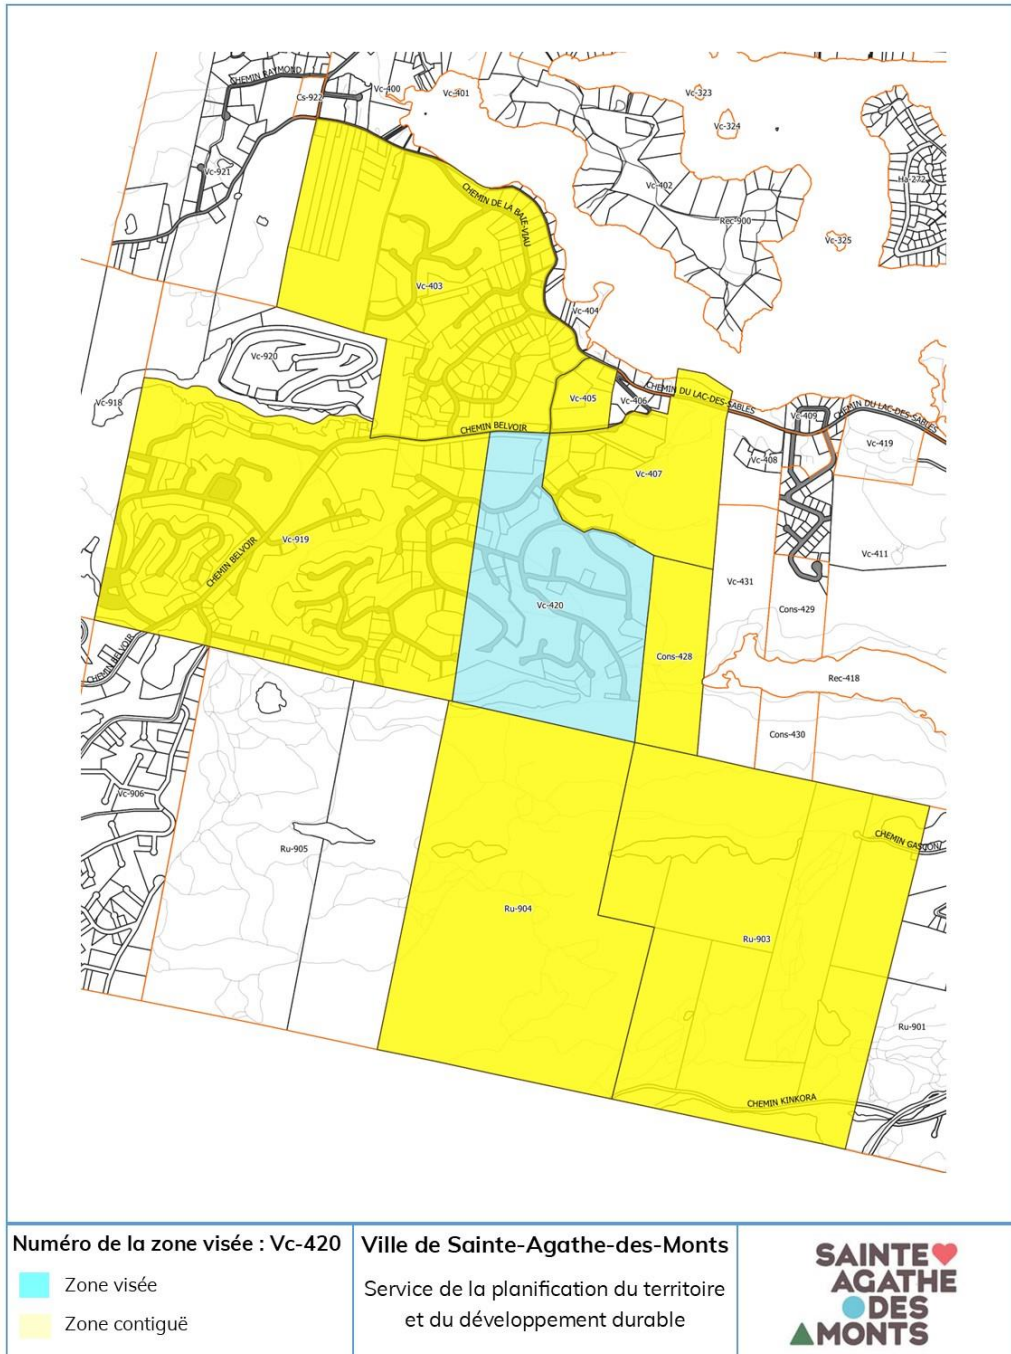 CHEMIN RAYMOND
Cs-922
Vc-400
Vc-401
Vc-323
Vc-324
Vc-921
Ha-272
Vc-402
CHEMIN DE LA BAIE-VIAU
Rec-900
Vc-325
Vc-403
Vc-404
Vc-920
CHEMIN DU LAC-DES-SABLES
Vc-405
Vc-406
Vc-918
CHEMIN DU LAC-DES-SABLES
Vc-409
CHEMIN BELVOIR
Vc-419
Vc-408
Vc-407
Vc-919
CHEMIN BELVOIR
Vc-411
Vc-431
Vc-420
Cons-429
CHEMIN BELVOIR
Cons-428
Rec-418
Cons-430
Vc-906
CHEMIN GASCON
Ru-905
Ru-904
Ru-903
Ru-901
CHEMIN KINKORA
Numéro de la zone visée : Vc-420
Zone visée
Zone contiguë
Ville de Sainte-Agathe-des-Monts
Service de la planification du territoire
et du développement durable
SAINTE
AGATHE
DES
MONTS